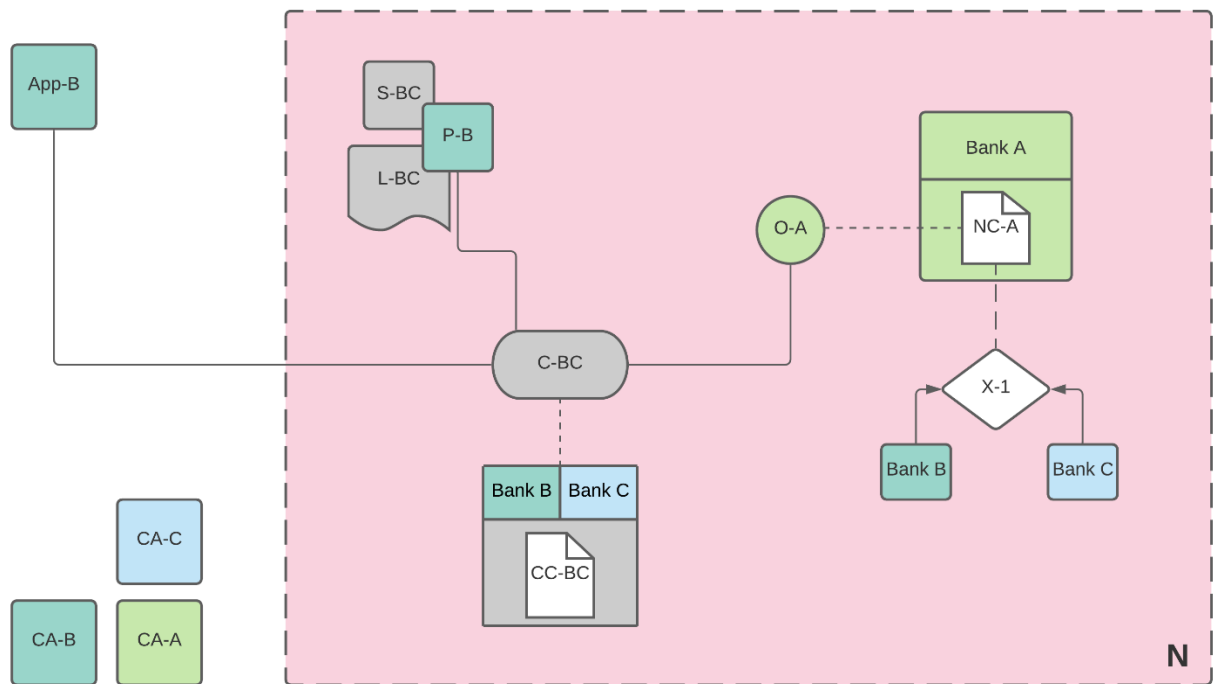 App-B
S-BC
P-B
L-BC
Bank A
O-A
NC-A
C-BC
X-1
Bank B
Bank C
Bank B
Bank C
CC-BC
CA-C
CA-B
CA-A
N